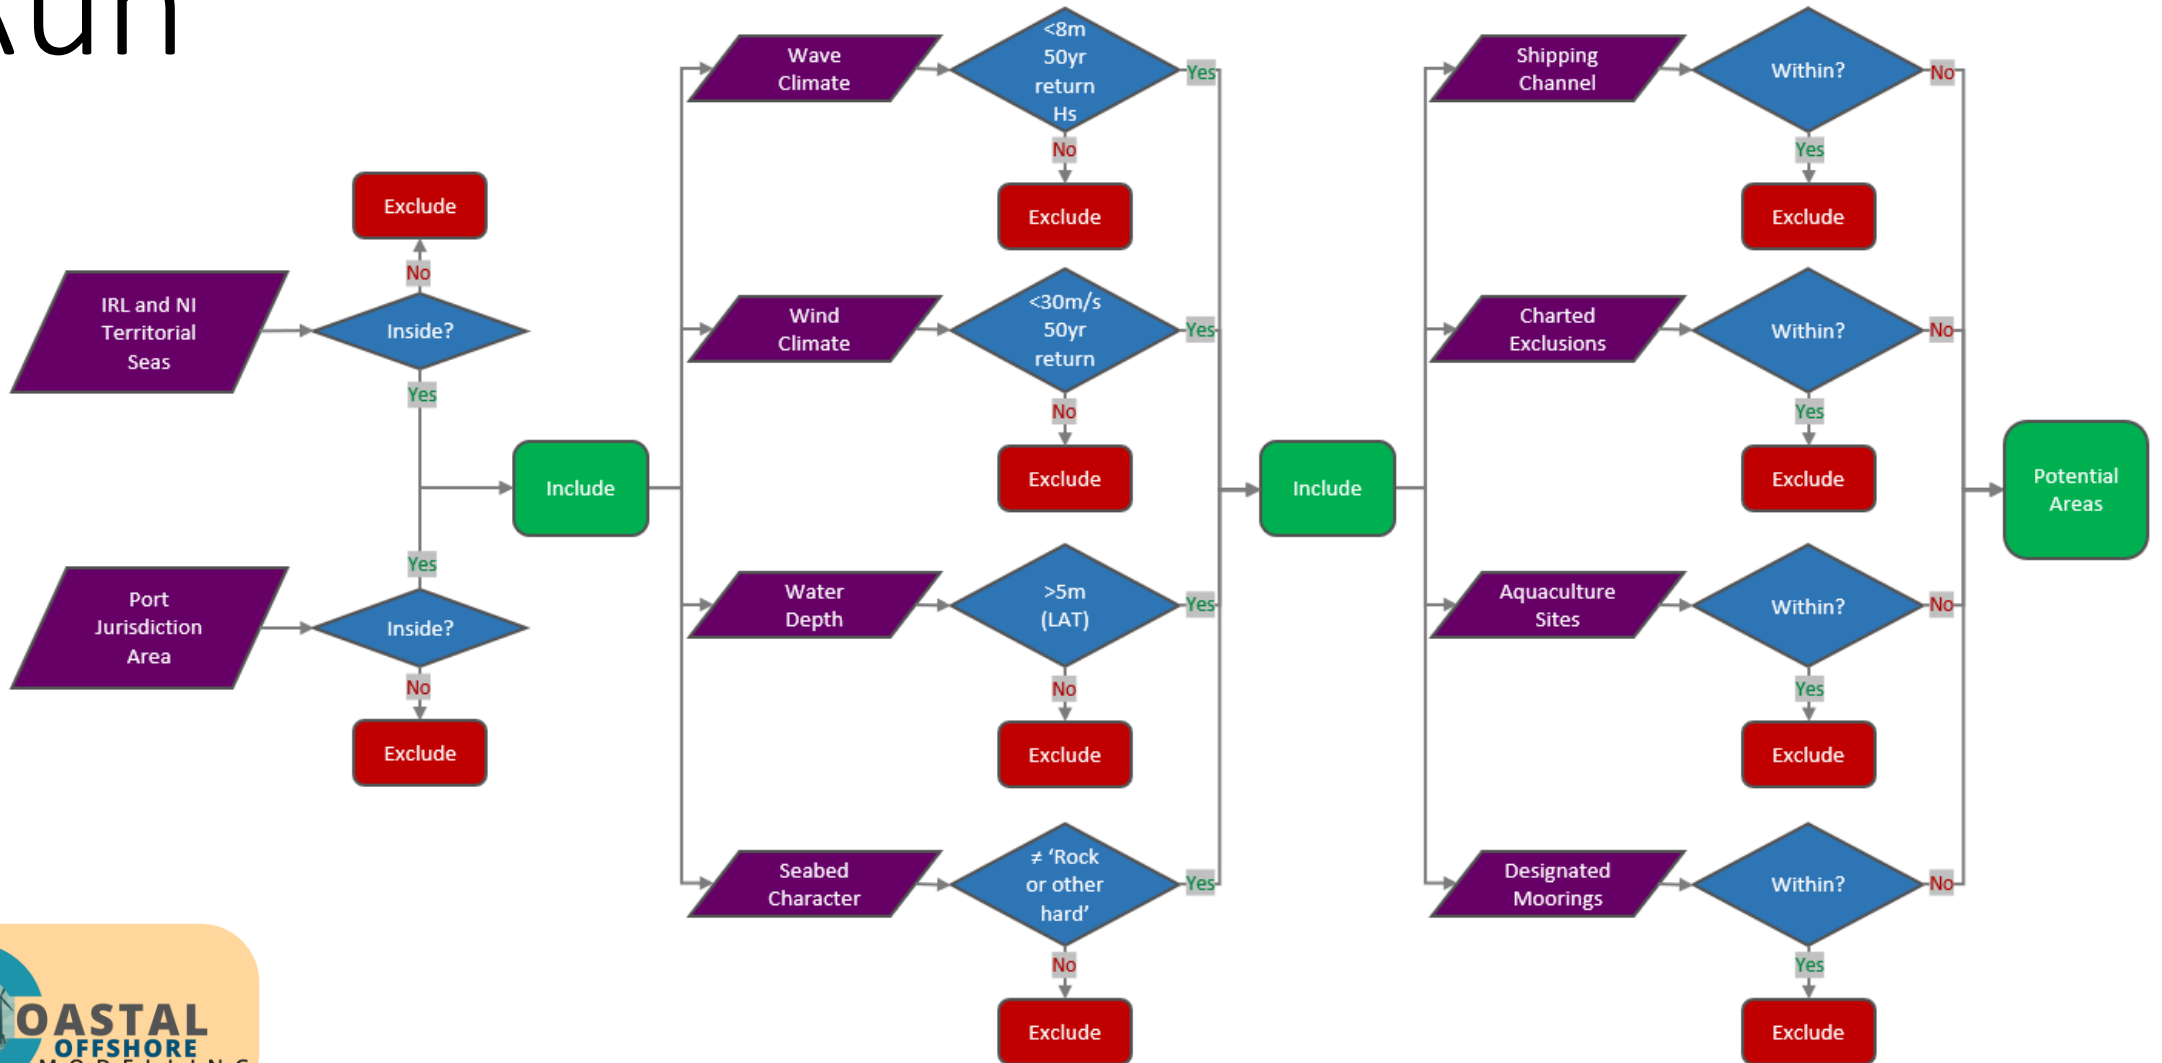 Exclude
No
IRL and NI
Territorial
Seas
Inside?
Yes
Include
Yes
Port
Jurisdiction
Area
Inside?
No
Exclude
Wave
Climate
<8m
50yr
return
Hs
Yes
No
Exclude
Wind
Climate
<30m/s
50yr
return
Yes
No
Exclude
Water
Depth
>5m
(LAT)
Yes
No
Exclude
Seabed
Character
≠ ‘Rock
or other
hard’
Yes
No
Exclude
Include
Shipping
Channel
Within?
No
Yes
Exclude
Charted
Exclusions
Within?
No
Yes
Exclude
Aquaculture
Sites
Within?
No
Yes
Exclude
Designated
Moorings
Within?
No
Yes
Exclude
Potential
Areas
COASTAL
OFFSHORE